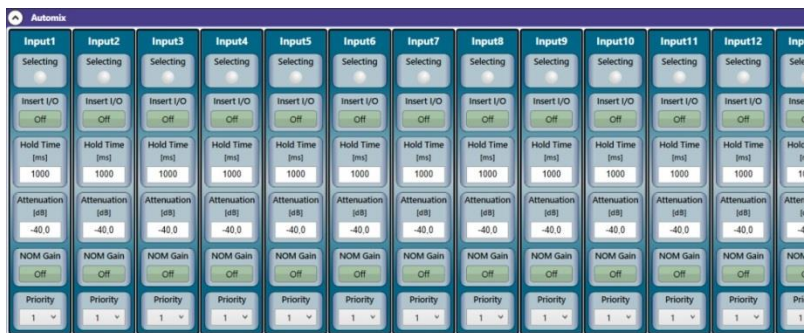 Automix
Input1 Input2 Input3 Input4 Input5 Input6 Input7 Input8 Input9 Input10 Input11 Input12 Inpu
Selecting Selecting Selecting Selecting Selecting Selecting Selecting Selecting Selecting Selecting Selecting Selecting Sele
Insert I/O Insert I/O Insert I/O Insert I/O Insert I/O Insert I/O Insert I/O Insert I/O Insert I/O Insert I/O Insert I/O Insert I/O Inser
Off Off Off Off Off Off Off Off Off Off Off Off
Hold Time Hold Time Hold Time Hold Time Hold Time Hold Time Hold Time Hold Time Hold Time Hold Time Hold Time Hold Time Hold
[ms] [ms] [ms] [ms] [ms] [ms] [ms] [ms] [ms] [ms] [ms] [ms]
1000 1000 1000 1000 1000 1000 1000 1000 1000 1000 1000 1000 10
Attenuation Attenuation Attenuation Attenuation Attenuation Attenuation Attenuation Attenuation Attenuation Attenuation Attenuation Attenuation Atten
[dB] [dB] [dB] [dB] [dB] [dB] [dB] [dB] [dB] [dB] [dB] [dB]
-40,0 -40,0 -40,0 -40,0 -40,0 -40,0 -40,0 -40,0 -40,0 -40,0 -40,0 -40,0 -4
NOM Gain NOM Gain NOM Gain NOM Gain NOM Gain NOM Gain NOM Gain NOM Gain NOM Gain NOM Gain NOM Gain NOM Gain NOM
Off Off Off Off Off Off Off Off Off Off Off Off
Priority Priority Priority Priority Priority Priority Priority Priority Priority Priority Priority Priority Pri
1 1 1 1 1 1 1 1 1 1 1 1 1